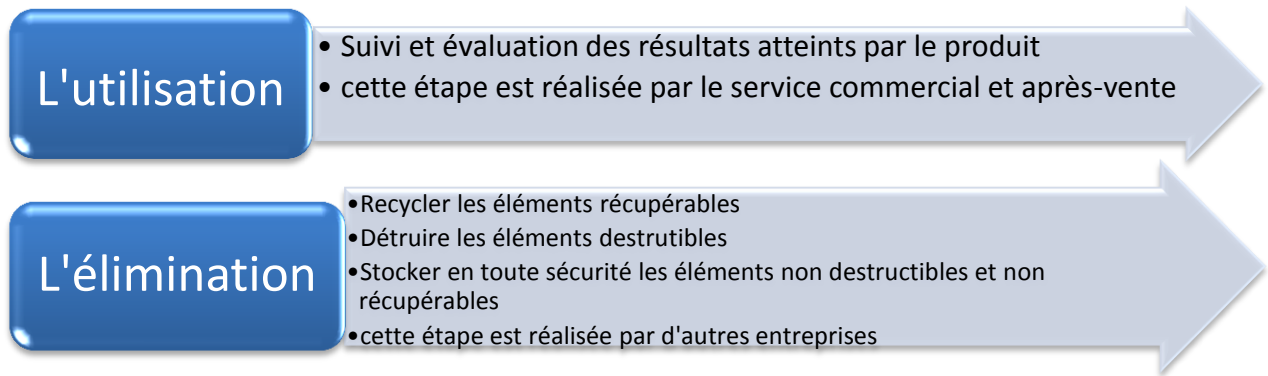 L'utilisation
• Suivi et évaluation des résultats atteints par le produit
• cette étape est réalisée par le service commercial et après-vente
L'élimination
•Recycler les éléments récupérables
•Détruire les éléments destrutibles
•Stocker en toute sécurité les éléments non destructibles et non
récupérables
•cette étape est réalisée par d'autres entreprises